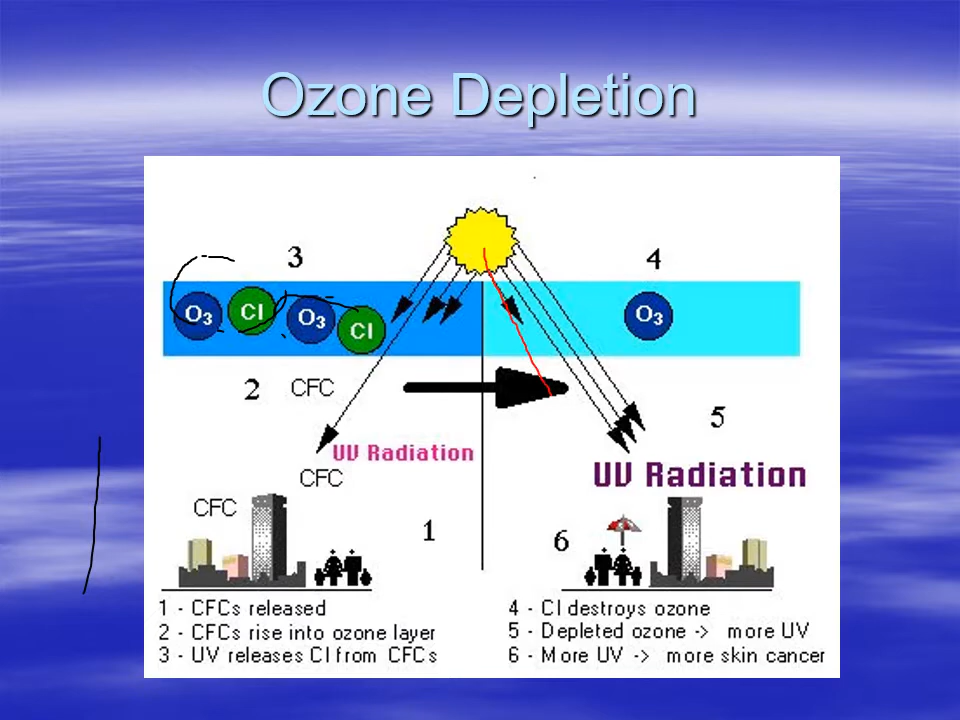 Ozone Depletion
3
4
O3 Cl O3 Cl
O3
2 CFC
5
UV Radiation
CFC
UV Radiation
CFC
1
6
1 - CFCs released
2 - CFCs rise into ozone layer
3 - UV releases Cl from CFCs
4 - Cl destroys ozone
5 - Depleted ozone -> more UV
6 - More UV -> more skin cancer